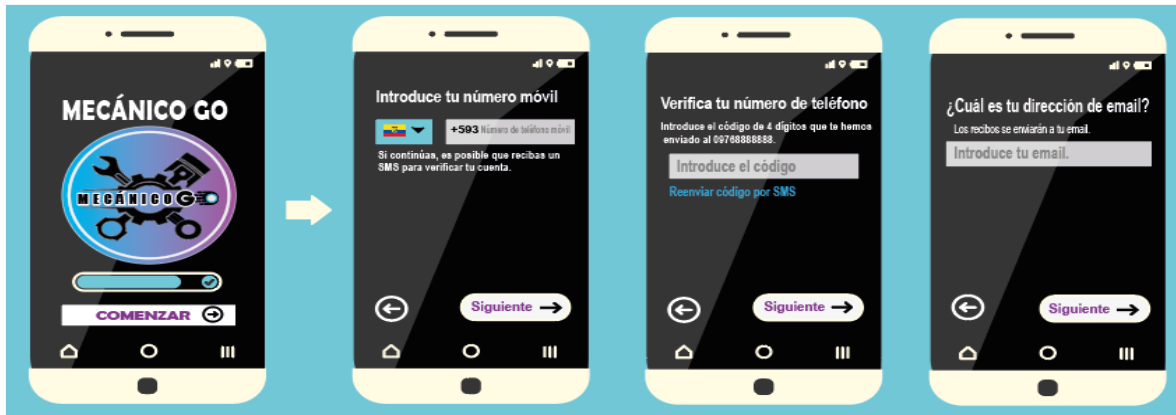 MECÁNICO GO
MECÁNICO GO
COMENZAR
Introduce tu número móvil
+593 Número de teléfono móvil
Si continúas, es posible que recibas un
SMS para verificar tu cuenta.
Siguiente
Verifica tu número de teléfono
Introduce el código de 4 dígitos que te hemos
enviado al 09768888888.
Introduce el código
Reenviar código por SMS
Siguiente
¿Cuál es tu dirección de email?
Los recibos se enviarán a tu email.
Introduce tu email.
Siguiente